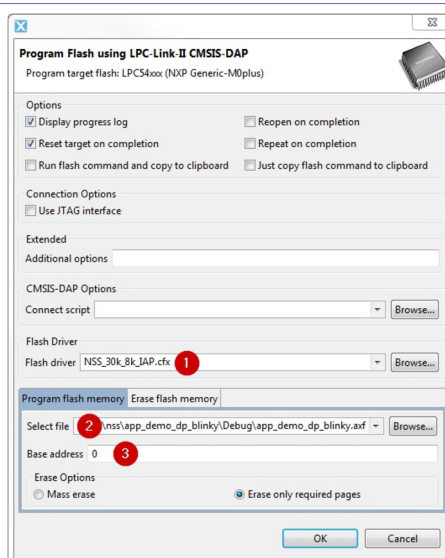 Program Flash using LPC-Link-II CMSIS-DAP
Program target flash: LPC54xxx (NXP Generic-M0plus)
Options
Display progress log Reopen on completion
Reset target on completion Repeat on completion
Run flash command and copy to clipboard Just copy flash command to clipboard
Connection Options
Use JTAG interface
Extended
Additional options
CMSIS-DAP Options
Connect script Browse...
Flash Driver
Flash driver NSS_30k_8k_IAP.cfx 1 Browse...
Program flash memory Erase flash memory
Select file 2 \nss\app_demo_dp_blinky\Debug\app_demo_dp_blinky.axf Browse...
Base address 0 3
Erase Options
Mass erase Erase only required pages
OK Cancel